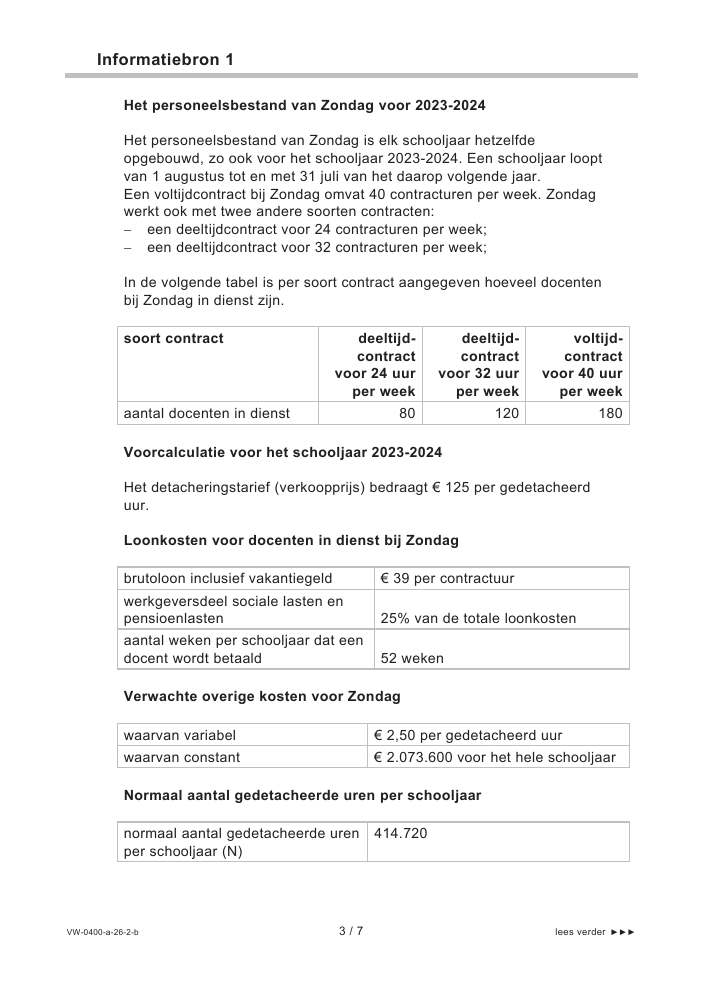 Informatiebron 1
Het personeelsbestand van Zondag voor 2023-2024
Het personeelsbestand van Zondag is elk schooljaar hetzelfde
opgebouwd, zo ook voor het schooljaar 2023-2024. Een schooljaar loopt
van 1 augustus tot en met 31 juli van het daarop volgende jaar.
Een voltijdcontract bij Zondag omvat 40 contracturen per week. Zondag
werkt ook met twee andere soorten contracten:
– een deeltijdcontract voor 24 contracturen per week;
– een deeltijdcontract voor 32 contracturen per week;
In de volgende tabel is per soort contract aangegeven hoeveel docenten
bij Zondag in dienst zijn.
soort contract deeltijd- deeltijd- voltijd-
contract contract contract
voor 24 uur voor 32 uur voor 40 uur
per week per week per week
aantal docenten in dienst 80 120 180
Voorcalculatie voor het schooljaar 2023-2024
Het detacheringstarief (verkoopprijs) bedraagt € 125 per gedetacheerd
uur.
Loonkosten voor docenten in dienst bij Zondag
brutoloon inclusief vakantiegeld € 39 per contractuur
werkgeversdeel sociale lasten en
pensioenlasten 25% van de totale loonkosten
aantal weken per schooljaar dat een
docent wordt betaald 52 weken
Verwachte overige kosten voor Zondag
waarvan variabel € 2,50 per gedetacheerd uur
waarvan constant € 2.073.600 voor het hele schooljaar
Normaal aantal gedetacheerde uren per schooljaar
normaal aantal gedetacheerde uren 414.720
per schooljaar (N)
VW-0400-a-26-2-b 3 / 7 lees verder ►►►